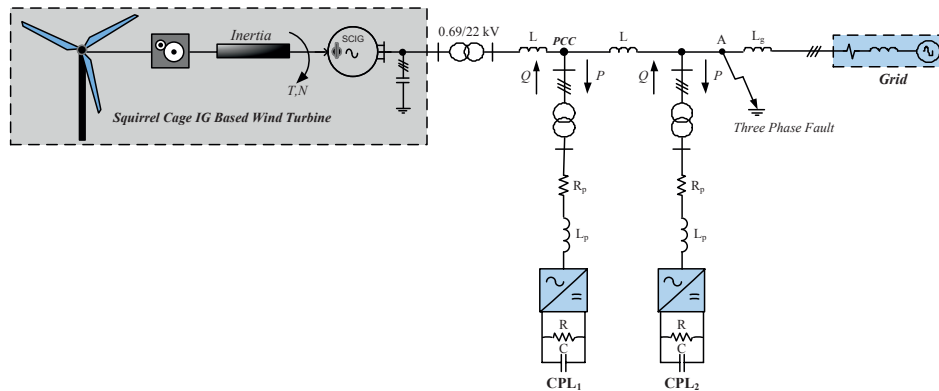 0.69/22 kV
L
PCC
L
A
Lg
Inertia
SCIG
T,N
Q
P
Q
P
Grid
Squirrel Cage IG Based Wind Turbine
Three Phase Fault
Rp
Rp
Lp
Lp
R
R
C
C
CPL1
CPL2